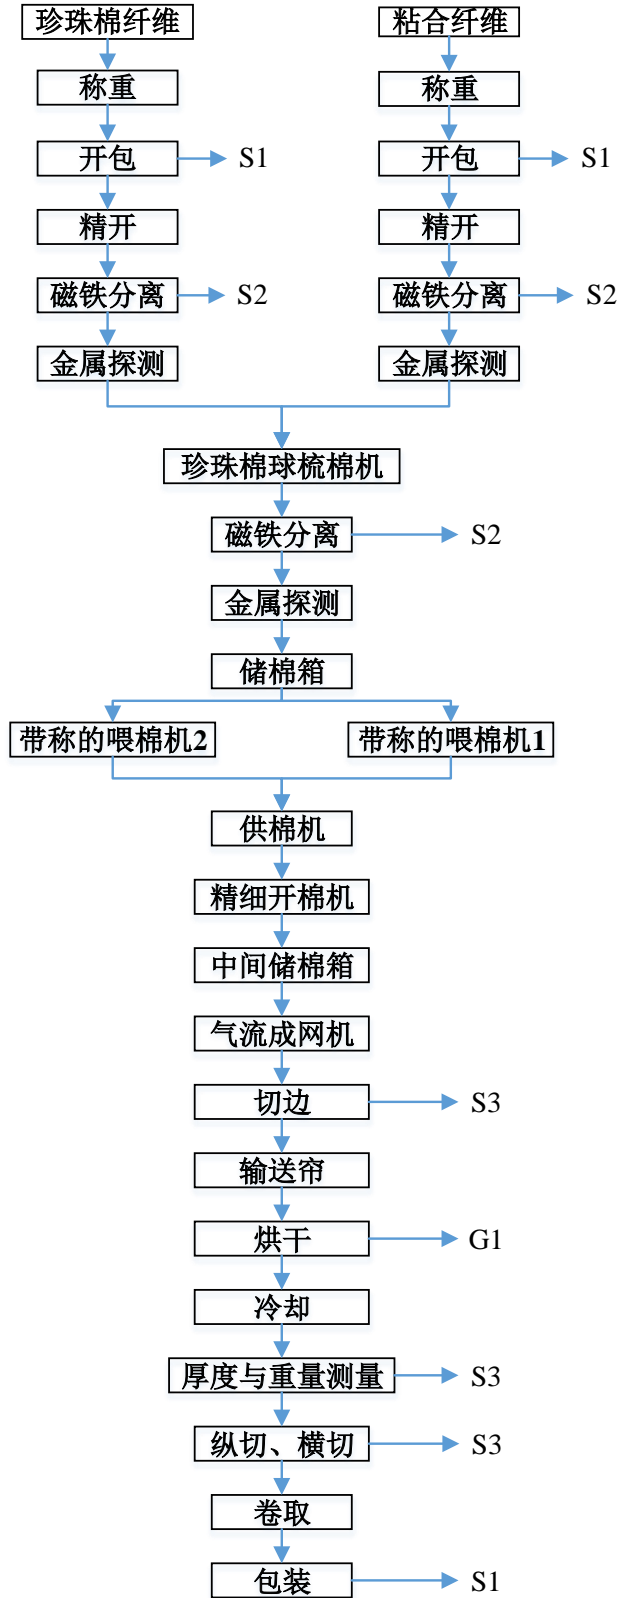 珍珠棉纤维 粘合纤维
称重 称重
开包 S1 开包 S1
精开 精开
磁铁分离 S2 磁铁分离 S2
金属探测 金属探测
珍珠棉球梳棉机
磁铁分离 S2
金属探测
储棉箱
带称的喂棉机2 带称的喂棉机1
供棉机
精细开棉机
中间储棉箱
气流成网机
切边 S3
输送帘
烘干 G1
冷却
厚度与重量测量 S3
纵切、横切 S3
卷取
包装 S1